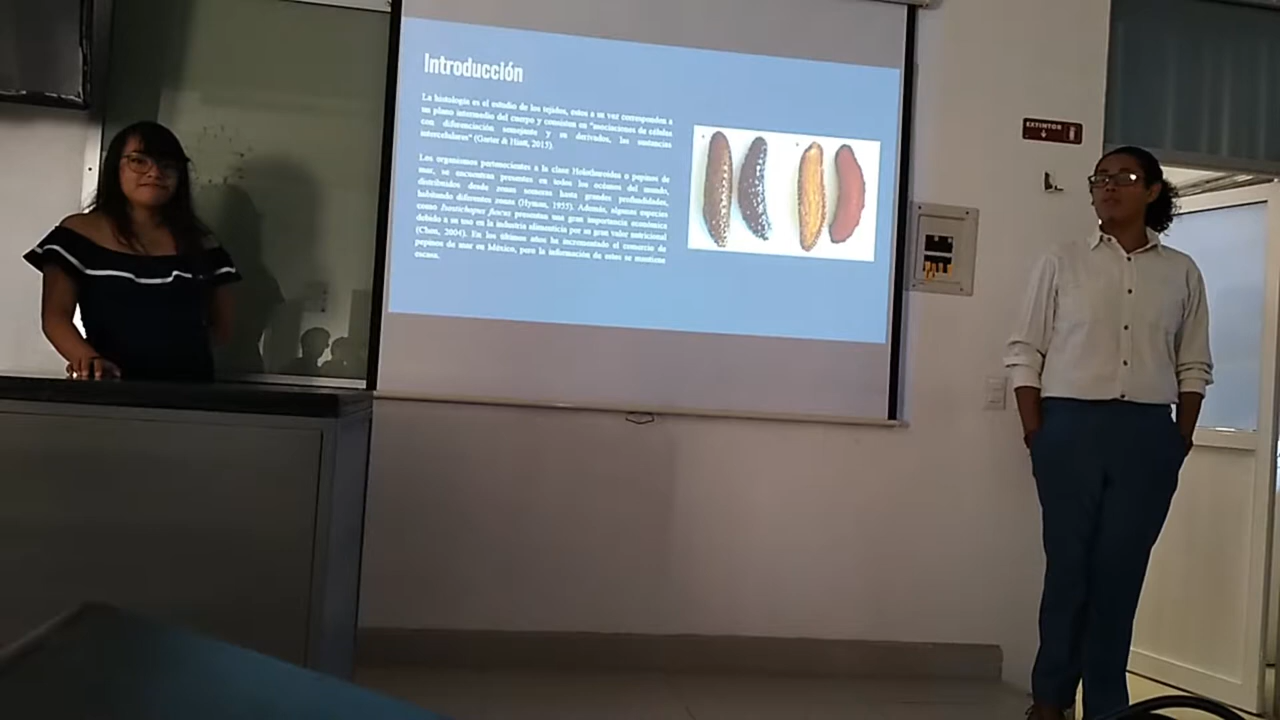 Introducción
La histología es el estudio de los tejidos, estos a su vez corresponden a
un plano intermedio del cuerpo y consisten en "asociaciones de células
con diferenciación semejante y su derivados, las sustancias
intercelulares" (Garter & Hiatt, 2015).
Los organismos pertenecientes a la clase Holothuroidea o pepinos de
mar, se encuentran presentes en todos los océanos del mundo,
distribuidos desde zonas someras hasta grandes profundidades,
habitando diferentes zonas (Hyman, 1955). Además, algunas especies
como Isostichopus fuscus presentan una gran importancia económica
debido a su uso en la industria alimenticia por su gran valor nutricional
(Chen, 2004). En los últimos años ha incrementado el comercio de
pepinos de mar en México, pero la información de estos se mantiene
escasa.
EXTINTOR